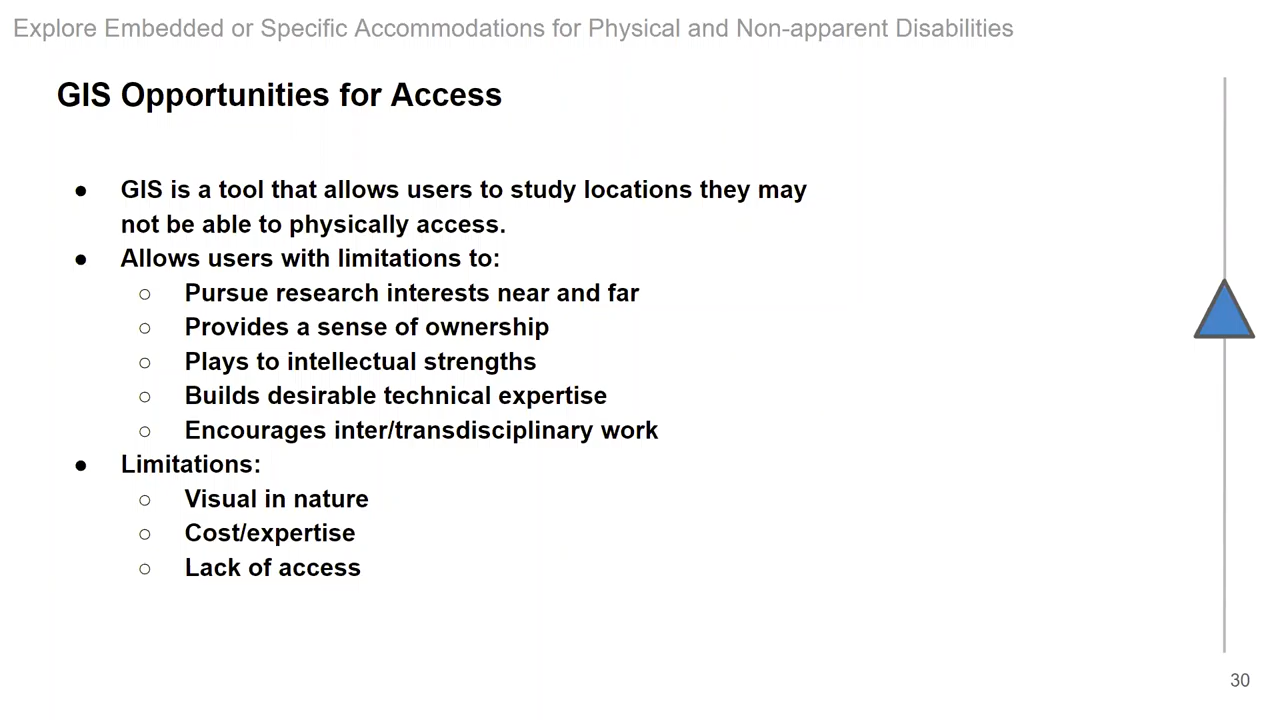 Explore Embedded or Specific Accommodations for Physical and Non-apparent Disabilities
GIS Opportunities for Access
● GIS is a tool that allows users to study locations they may
not be able to physically access.
● Allows users with limitations to:
○ Pursue research interests near and far
○ Provides a sense of ownership
○ Plays to intellectual strengths
○ Builds desirable technical expertise
○ Encourages inter/transdisciplinary work
● Limitations:
○ Visual in nature
○ Cost/expertise
○ Lack of access
30